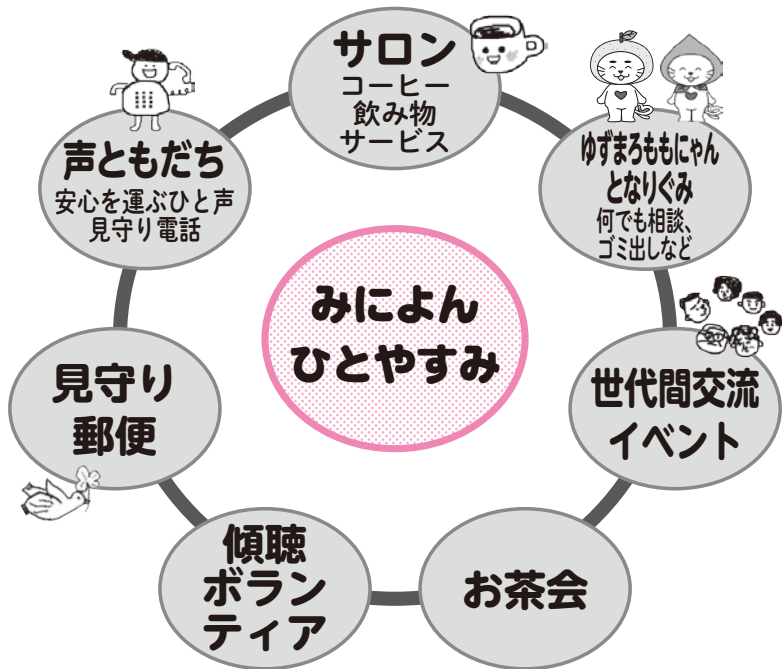 サロン
コーヒー
飲み物
サービス
ゆずまろももにゃん
となりぐみ
何でも相談、
ゴミ出しなど
世代間交流
イベント
お茶会
傾聴
ボラン
ティア
見守り
郵便
声ともだち
安心を運ぶひと声
見守り電話
みによん
ひとやすみ